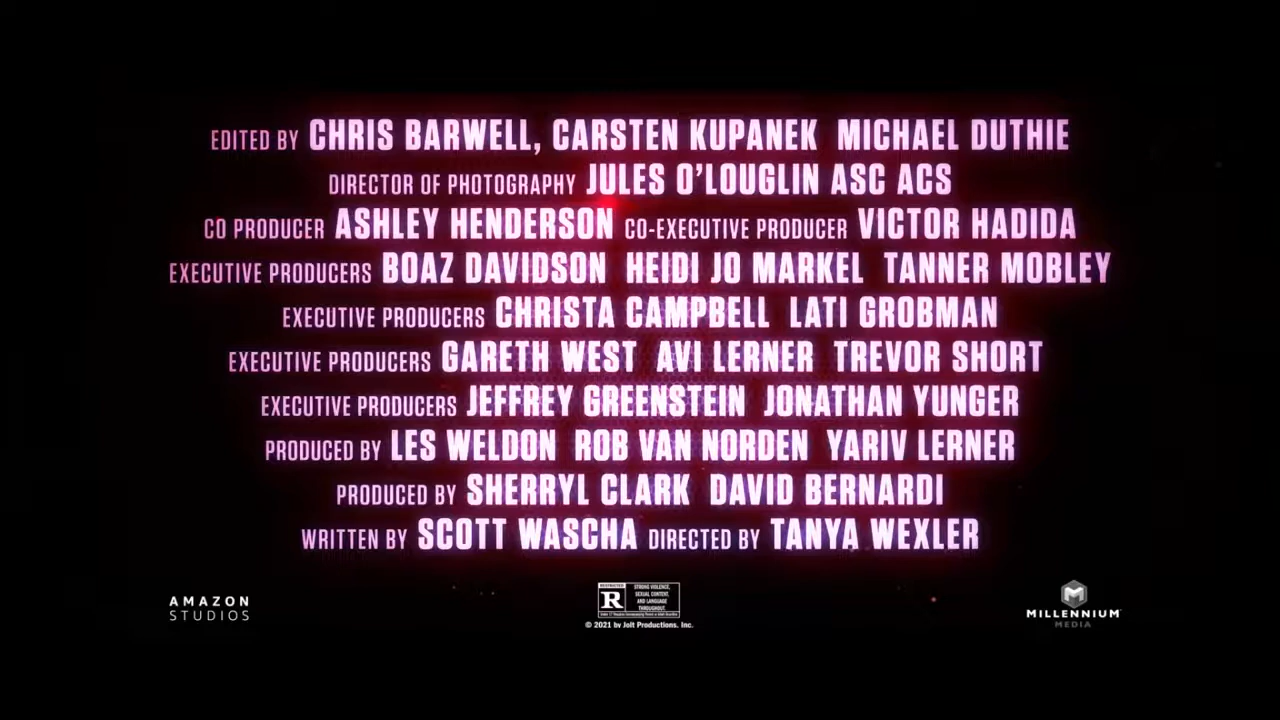 EDITED BY CHRIS BARWELL, CARSTEN KUPANEK MICHAEL DUTHIE
DIRECTOR OF PHOTOGRAPHY JULES O'LOUGLIN ASC ACS
CO PRODUCER ASHLEY HENDERSON CO-EXECUTIVE PRODUCER VICTOR HADIDA
EXECUTIVE PRODUCERS BOAZ DAVIDSON HEIDI JO MARKEL TANNER MOBLEY
EXECUTIVE PRODUCERS CHRISTA CAMPBELL LATI GROBMAN
EXECUTIVE PRODUCERS GARETH WEST AVI LERNER TREVOR SHORT
EXECUTIVE PRODUCERS JEFFREY GREENSTEIN JONATHAN YUNGER
PRODUCED BY LES WELDON ROB VAN NORDEN YARIV LERNER
PRODUCED BY SHERRYL CLARK DAVID BERNARDI
WRITTEN BY SCOTT WASCHA DIRECTED BY TANYA WEXLER
AMAZON
STUDIOS
RESTRICTED
R
STRONG VIOLENCE,
SEXUAL CONTENT,
AND LANGUAGE
THROUGHOUT.
© 2021 by Jolt Productions, Inc.
MILLENNIUM
MEDIA